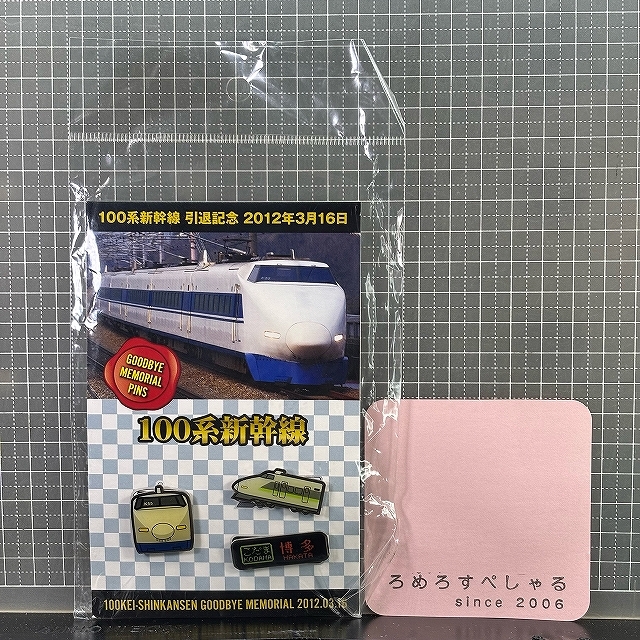 100系新幹線 引退記念 2012年3月16日
GOODBYE
MEMORIAL
PINS
100系新幹線
K55
こだま
KODAMA
博多
HAKATA
100KEI-SHINKANSEN GOODBYE MEMORIAL 2012.03.16
ろめろすぺしゃる
since 2006